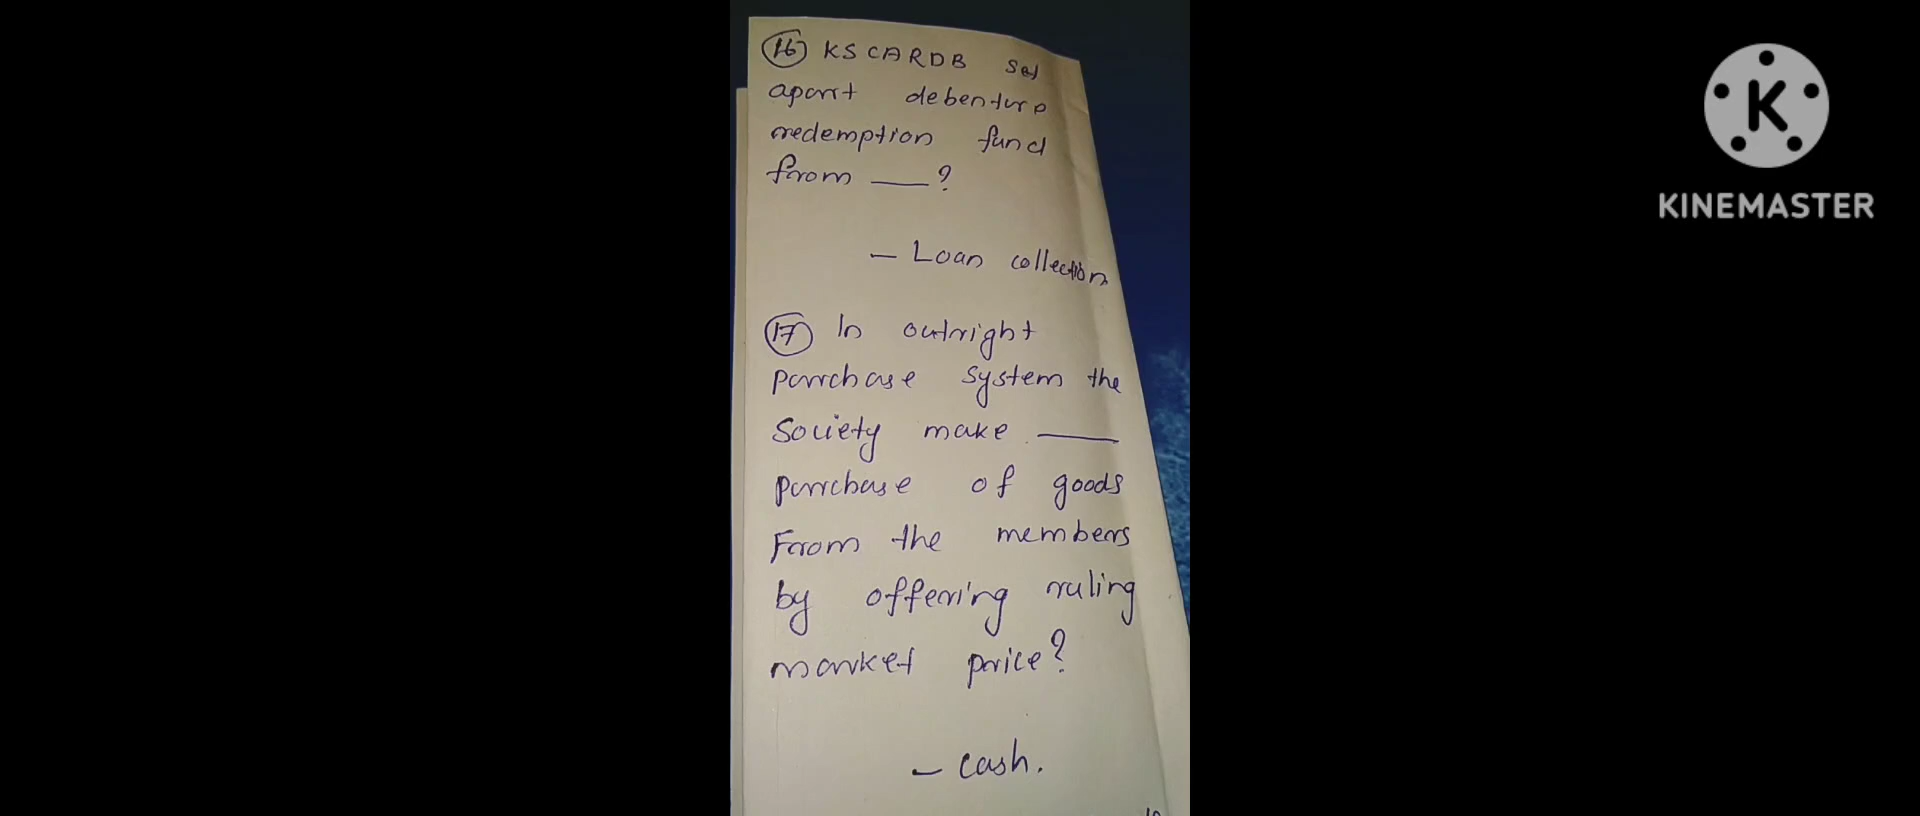 16 KSCARDB Set
apart debenture
redemption fund
from ___?
- Loan collection
17 In outright
purchase system the
Society make ___
purchase of goods
From the members
by offering ruling
market price?
- cash.
K
KINEMASTER